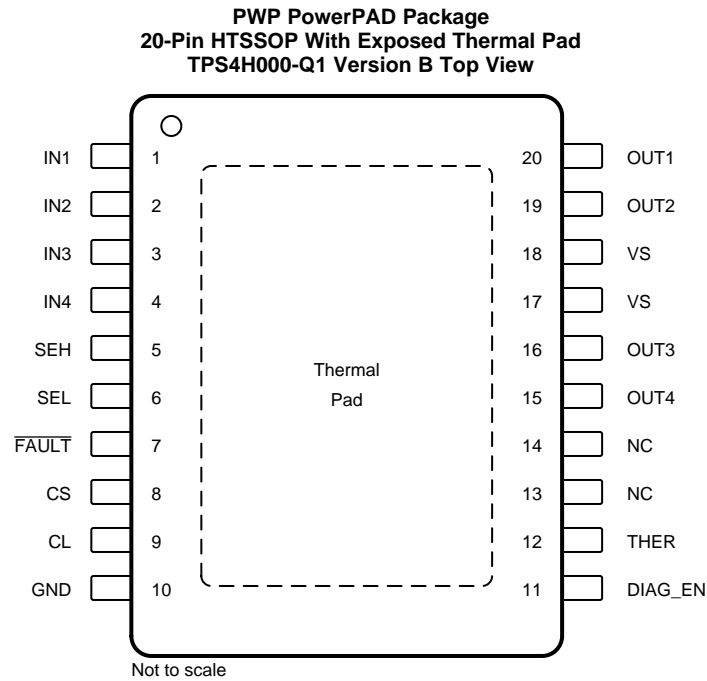 PWP PowerPAD Package
20-Pin HTSSOP With Exposed Thermal Pad
TPS4H000-Q1 Version B Top View
IN1 1 20 OUT1
IN2 2 19 OUT2
IN3 3 18 VS
IN4 4 17 VS
SEH 5 16 OUT3
Thermal
SEL 6 Pad 15 OUT4
FAULT 7 14 NC
CS 8 13 NC
CL 9 12 THER
GND 10 11 DIAG_EN
Not to scale